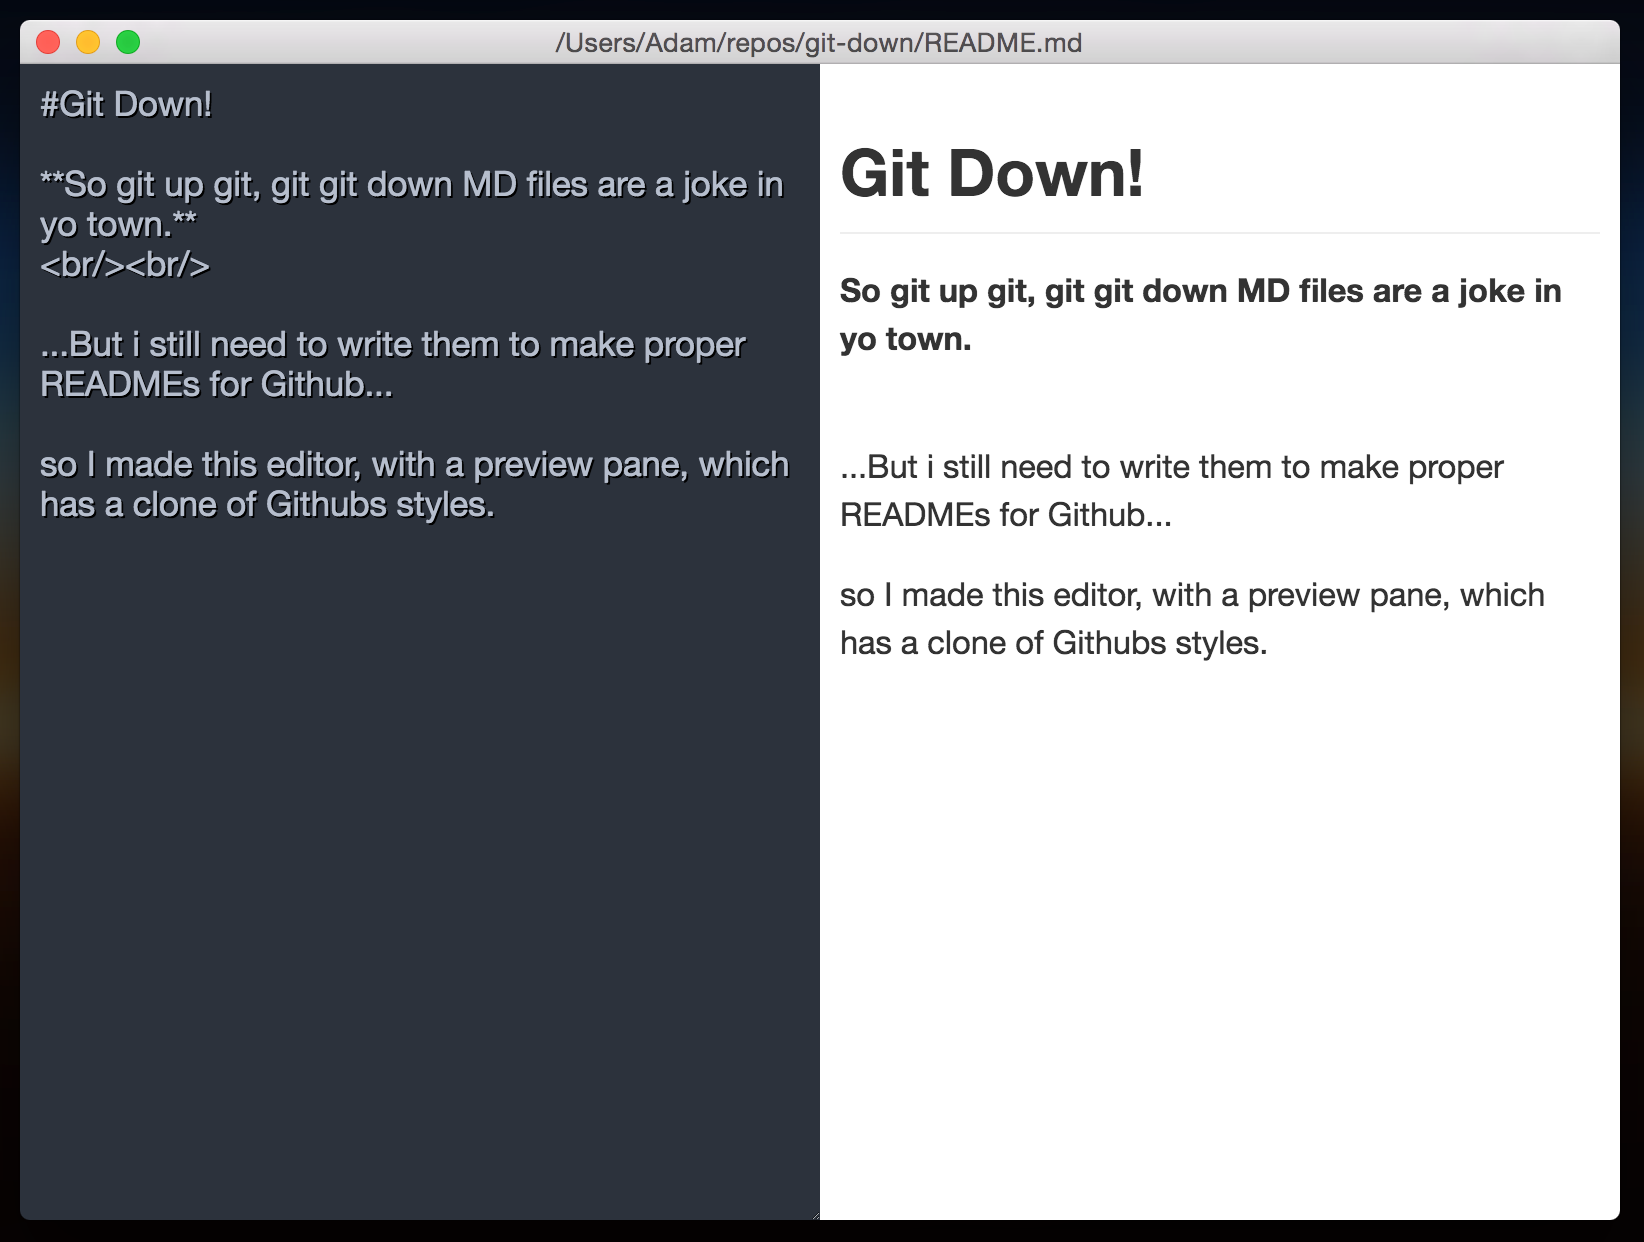 /Users/Adam/repos/git-down/README.md
#Git Down!
**So git up git, git git down MD files are a joke in
yo town.**
<br/><br/>
...But i still need to write them to make proper
READMEs for Github...
so I made this editor, with a preview pane, which
has a clone of Githubs styles.
Git Down!
So git up git, git git down MD files are a joke in
yo town.
...But i still need to write them to make proper
READMEs for Github...
so I made this editor, with a preview pane, which
has a clone of Githubs styles.